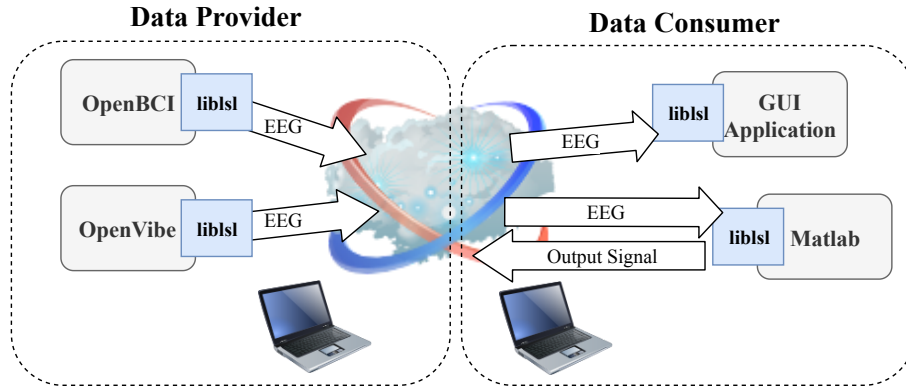 Data Provider
Data Consumer
OpenBCI
liblsl
EEG
OpenVibe
liblsl
EEG
EEG
liblsl
GUI
Application
EEG
Output Signal
liblsl
Matlab